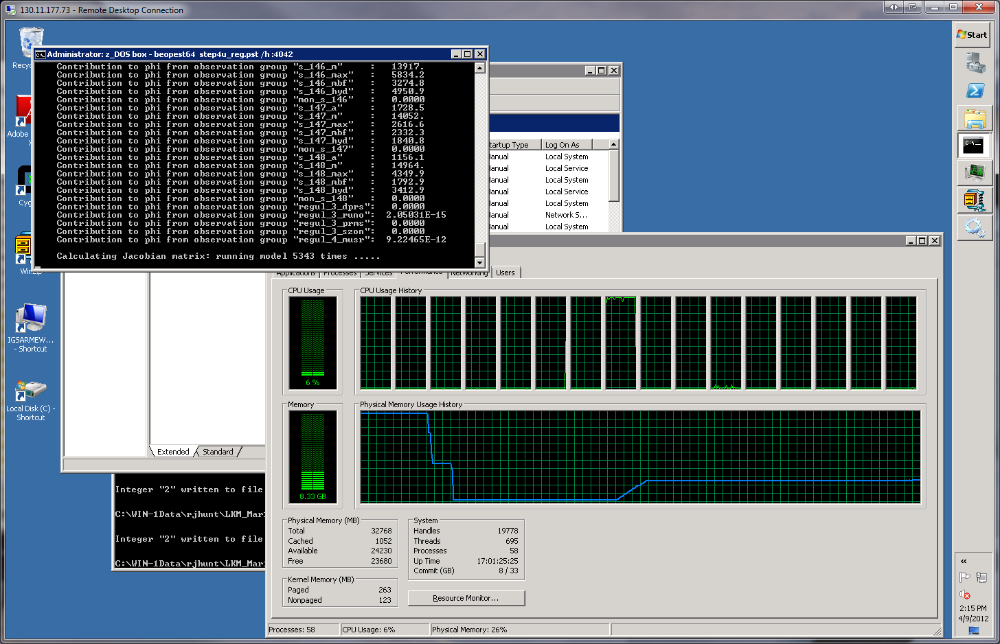 130.11.177.73 - Remote Desktop Connection
Administrator: z_DOS box - beopest64  step4u_reg.pst /h :4042
Contribution to phi from observation group "s_146_m"     :   13917.
Contribution to phi from observation group "s_146_max"   :   5834.2
Contribution to phi from observation group "s_146_mbf"   :   3274.8
Contribution to phi from observation group "s_146_hyd"   :   4950.9
Contribution to phi from observation group "mon_s_146"   :   0.0000
Contribution to phi from observation group "s_147_a"     :   1728.5
Contribution to phi from observation group "s_147_m"     :   14052.
Contribution to phi from observation group "s_147_max"   :   2616.6
Contribution to phi from observation group "s_147_mbf"   :   2332.3
Contribution to phi from observation group "s_147_hyd"   :   1840.8
Contribution to phi from observation group "mon_s_147"   :   0.0000
Contribution to phi from observation group "s_148_a"     :   1156.1
Contribution to phi from observation group "s_148_m"     :   14964.
Contribution to phi from observation group "s_148_max"   :   4349.9
Contribution to phi from observation group "s_148_mbf"   :   1792.9
Contribution to phi from observation group "s_148_hyd"   :   3412.9
Contribution to phi from observation group "mon_s_148"   :   0.0000
Contribution to phi from observation group "regul_3_dprs":   0.0000
Contribution to phi from observation group "regul_3_runo":  2.05031E-15
Contribution to phi from observation group "regul_3_prms":   0.0000
Contribution to phi from observation group "regul_3_szon":   0.0000
Contribution to phi from observation group "regul_4_musr":  9.22465E-12
Calculating Jacobian matrix: running model 5343 times .....
Recy
Adobe
X
Cyg
WinZip
IGSARMEW...
- Shortcut
Local Disk (C) -
Shortcut
tartup Type Log On As
anual Local System
anual Local Service
anual Local System
anual Local Service
anual Local System
anual Network S...
anual Local System
Start
Applications Processes Services Performance Networking Users
CPU Usage
6 %
CPU Usage History
Memory
8.33 GB
Physical Memory Usage History
Physical Memory (MB)
Total 32768
Cached 1052
Available 24230
Free 23680
Kernel Memory (MB)
Paged 263
Nonpaged 123
System
Handles 19778
Threads 695
Processes 58
Up Time 17:01:25:25
Commit (GB) 8 / 33
Resource Monitor...
Processes: 58 CPU Usage: 6% Physical Memory: 26%
Extended Standard
Integer "2" written to file
C:\WIN-1Data\rjhunt\LKM_Mar
Integer "2" written to file
C:\WIN-1Data\rjhunt\LKM_Mar
«
2:15 PM
4/9/2012